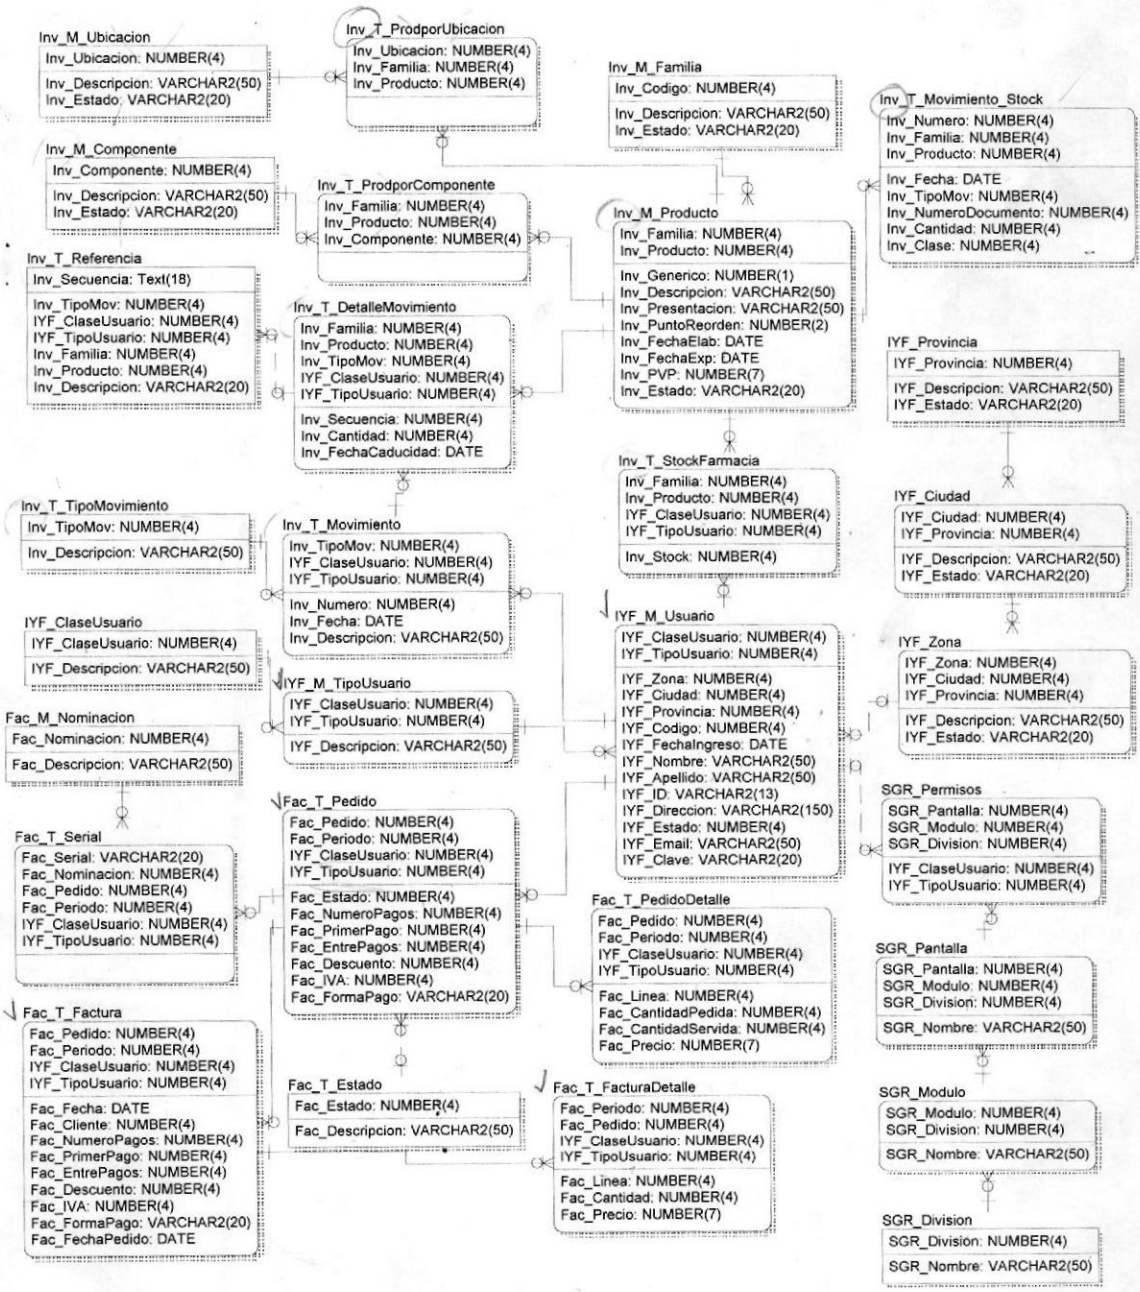 Inv_M_Ubicacion
Inv_Ubicacion: NUMBER(4)
Inv_Descripcion: VARCHAR2(50)
Inv_Estado: VARCHAR2(20)
Inv_T_ProdporUbicacion
Inv_Ubicacion: NUMBER(4)
Inv_Familia: NUMBER(4)
Inv_Producto: NUMBER(4)
Inv_M_Familia
Inv_Codigo: NUMBER(4)
Inv_Descripcion: VARCHAR2(50)
Inv_Estado: VARCHAR2(20)
Inv_T_Movimiento_Stock
Inv_Numero: NUMBER(4)
Inv_Familia: NUMBER(4)
Inv_Producto: NUMBER(4)
Inv_Fecha: DATE
Inv_TipoMov: NUMBER(4)
Inv_NumeroDocumento: NUMBER(4)
Inv_Cantidad: NUMBER(4)
Inv_Clase: NUMBER(4)
Inv_M_Componente
Inv_Componente: NUMBER(4)
Inv_Descripcion: VARCHAR2(50)
Inv_Estado: VARCHAR2(20)
Inv_T_ProdporComponente
Inv_Familia: NUMBER(4)
Inv_Producto: NUMBER(4)
Inv_Componente: NUMBER(4)
Inv_M_Producto
Inv_Familia: NUMBER(4)
Inv_Producto: NUMBER(4)
Inv_Generico: NUMBER(1)
Inv_Descripcion: VARCHAR2(50)
Inv_Presentacion: VARCHAR2(50)
Inv_PuntoReorden: NUMBER(2)
Inv_FechaElab: DATE
Inv_FechaExp: DATE
Inv_PVP: NUMBER(7)
Inv_Estado: VARCHAR2(20)
Inv_T_Referencia
Inv_Secuencia: Text(18)
Inv_TipoMov: NUMBER(4)
IYF_ClaseUsuario: NUMBER(4)
IYF_TipoUsuario: NUMBER(4)
Inv_Familia: NUMBER(4)
Inv_Producto: NUMBER(4)
Inv_Descripcion: VARCHAR2(20)
Inv_T_DetalleMovimiento
Inv_Familia: NUMBER(4)
Inv_Producto: NUMBER(4)
Inv_TipoMov: NUMBER(4)
IYF_ClaseUsuario: NUMBER(4)
IYF_TipoUsuario: NUMBER(4)
Inv_Secuencia: NUMBER(4)
Inv_Cantidad: NUMBER(4)
Inv_FechaCaducidad: DATE
IYF_Provincia
IYF_Provincia: NUMBER(4)
IYF_Descripcion: VARCHAR2(50)
IYF_Estado: VARCHAR2(20)
Inv_T_StockFarmacia
Inv_Familia: NUMBER(4)
Inv_Producto: NUMBER(4)
IYF_ClaseUsuario: NUMBER(4)
IYF_TipoUsuario: NUMBER(4)
Inv_Stock: NUMBER(4)
IYF_Ciudad
IYF_Ciudad: NUMBER(4)
IYF_Provincia: NUMBER(4)
IYF_Descripcion: VARCHAR2(50)
IYF_Estado: VARCHAR2(20)
Inv_T_TipoMovimiento
Inv_TipoMov: NUMBER(4)
Inv_Descripcion: VARCHAR2(50)
Inv_T_Movimiento
Inv_TipoMov: NUMBER(4)
IYF_ClaseUsuario: NUMBER(4)
IYF_TipoUsuario: NUMBER(4)
Inv_Numero: NUMBER(4)
Inv_Fecha: DATE
Inv_Descripcion: VARCHAR2(50)
IYF_ClaseUsuario
IYF_ClaseUsuario: NUMBER(4)
IYF_Descripcion: VARCHAR2(50)
IYF_M_Usuario
IYF_ClaseUsuario: NUMBER(4)
IYF_TipoUsuario: NUMBER(4)
IYF_Zona: NUMBER(4)
IYF_Ciudad: NUMBER(4)
IYF_Provincia: NUMBER(4)
IYF_Codigo: NUMBER(4)
IYF_FechaIngreso: DATE
IYF_Nombre: VARCHAR2(50)
IYF_Apellido: VARCHAR2(50)
IYF_ID: VARCHAR2(13)
IYF_Direccion: VARCHAR2(150)
IYF_Estado: NUMBER(4)
IYF_Email: VARCHAR2(50)
IYF_Clave: VARCHAR2(20)
IYF_Zona
IYF_Zona: NUMBER(4)
IYF_Ciudad: NUMBER(4)
IYF_Provincia: NUMBER(4)
IYF_Descripcion: VARCHAR2(50)
IYF_Estado: VARCHAR2(20)
IYF_M_TipoUsuario
IYF_ClaseUsuario: NUMBER(4)
IYF_TipoUsuario: NUMBER(4)
IYF_Descripcion: VARCHAR2(50)
Fac_M_Nominacion
Fac_Nominacion: NUMBER(4)
Fac_Descripcion: VARCHAR2(50)
Fac_T_Pedido
Fac_Pedido: NUMBER(4)
Fac_Periodo: NUMBER(4)
IYF_ClaseUsuario: NUMBER(4)
IYF_TipoUsuario: NUMBER(4)
Fac_Estado: NUMBER(4)
Fac_NumeroPagos: NUMBER(4)
Fac_PrimerPago: NUMBER(4)
Fac_EntrePagos: NUMBER(4)
Fac_Descuento: NUMBER(4)
Fac_IVA: NUMBER(4)
Fac_FormaPago: VARCHAR2(20)
SGR_Permisos
SGR_Pantalla: NUMBER(4)
SGR_Modulo: NUMBER(4)
SGR_Division: NUMBER(4)
IYF_ClaseUsuario: NUMBER(4)
IYF_TipoUsuario: NUMBER(4)
Fac_T_Serial
Fac_Serial: VARCHAR2(20)
Fac_Nominacion: NUMBER(4)
Fac_Pedido: NUMBER(4)
Fac_Periodo: NUMBER(4)
IYF_ClaseUsuario: NUMBER(4)
IYF_TipoUsuario: NUMBER(4)
Fac_T_PedidoDetalle
Fac_Pedido: NUMBER(4)
Fac_Periodo: NUMBER(4)
IYF_ClaseUsuario: NUMBER(4)
IYF_TipoUsuario: NUMBER(4)
Fac_Linea: NUMBER(4)
Fac_CantidadPedida: NUMBER(4)
Fac_CantidadServida: NUMBER(4)
Fac_Precio: NUMBER(7)
SGR_Pantalla
SGR_Pantalla: NUMBER(4)
SGR_Modulo: NUMBER(4)
SGR_Division: NUMBER(4)
SGR_Nombre: VARCHAR2(50)
Fac_T_Factura
Fac_Pedido: NUMBER(4)
Fac_Periodo: NUMBER(4)
IYF_ClaseUsuario: NUMBER(4)
IYF_TipoUsuario: NUMBER(4)
Fac_Fecha: DATE
Fac_Cliente: NUMBER(4)
Fac_NumeroPagos: NUMBER(4)
Fac_PrimerPago: NUMBER(4)
Fac_EntrePagos: NUMBER(4)
Fac_Descuento: NUMBER(4)
Fac_IVA: NUMBER(4)
Fac_FormaPago: VARCHAR2(20)
Fac_FechaPedido: DATE
Fac_T_Estado
Fac_Estado: NUMBER(4)
Fac_Descripcion: VARCHAR2(50)
Fac_T_FacturaDetalle
Fac_Periodo: NUMBER(4)
Fac_Pedido: NUMBER(4)
IYF_ClaseUsuario: NUMBER(4)
IYF_TipoUsuario: NUMBER(4)
Fac_Linea: NUMBER(4)
Fac_Cantidad: NUMBER(4)
Fac_Precio: NUMBER(7)
SGR_Modulo
SGR_Modulo: NUMBER(4)
SGR_Division: NUMBER(4)
SGR_Nombre: VARCHAR2(50)
SGR_Division
SGR_Division: NUMBER(4)
SGR_Nombre: VARCHAR2(50)